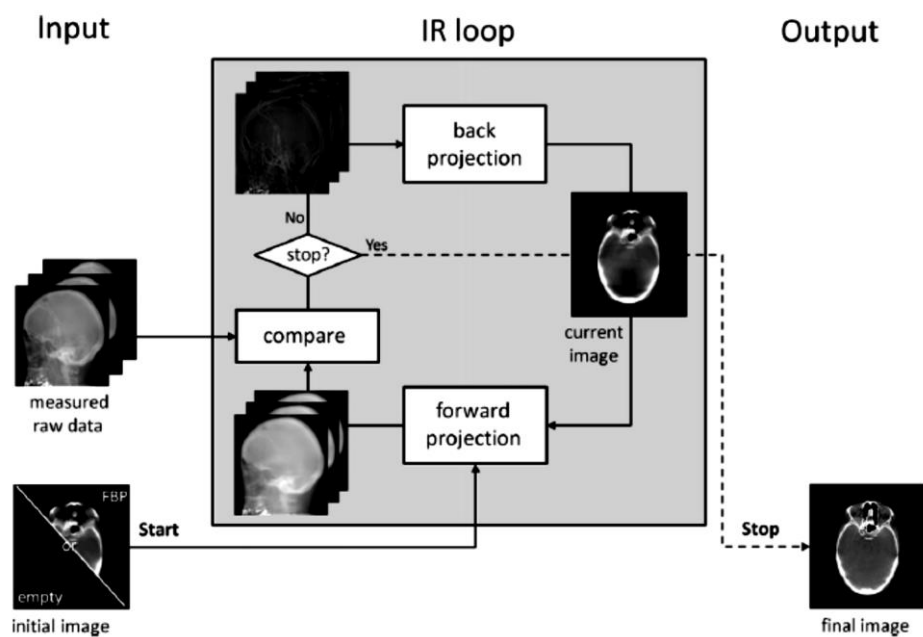 Input
IR loop
Output
back
projection
No
stop?
Yes
compare
current
image
measured
raw data
forward
projection
FBP
or
empty
Start
Stop
initial image
final image